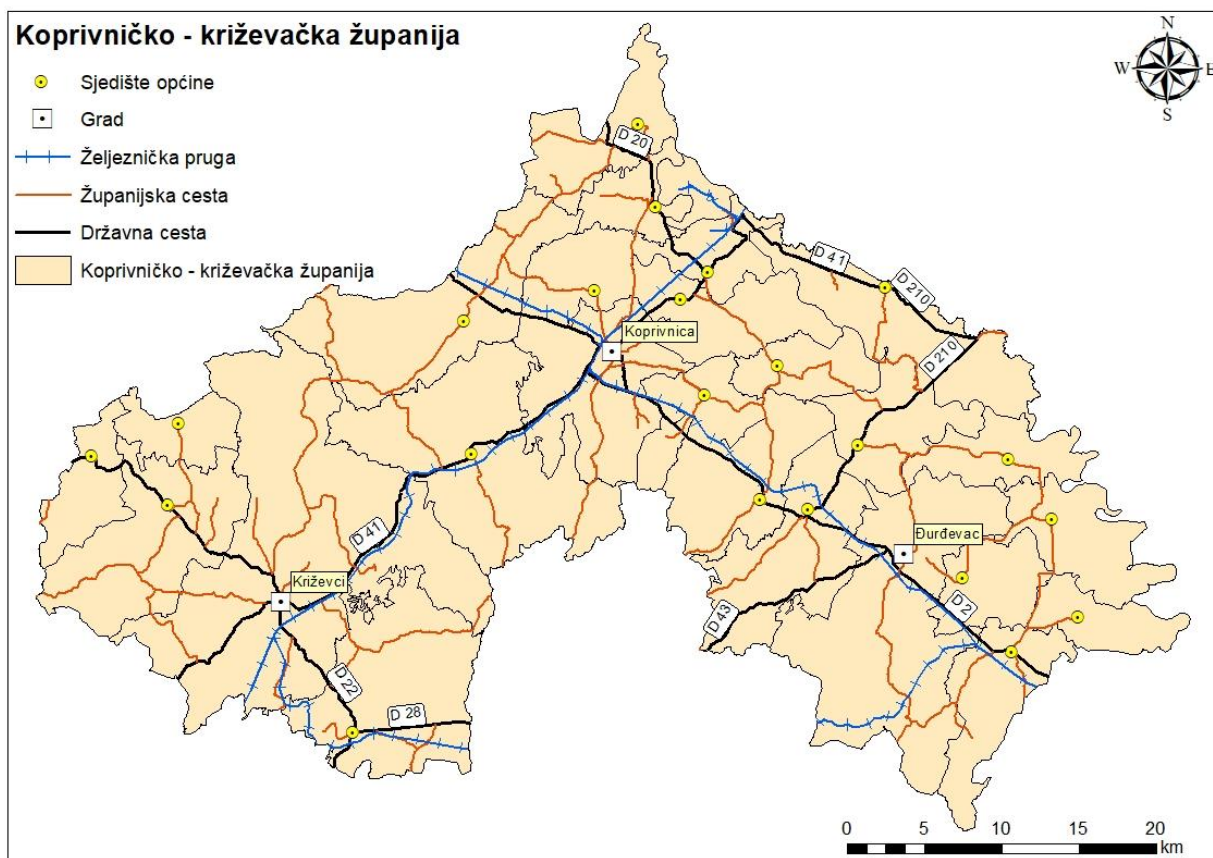 Koprivničko - križevačka županija
Sjedište općine
Grad
Željeznička pruga
Županijska cesta
Državna cesta
Koprivničko - križevačka županija
N
W E
S
D 20
D 41
D 210
D 210
Koprivnica
D 41
Križevci
Đurđevac
D 43
D 2
D 22
D 28
0 5 10 15 20
km